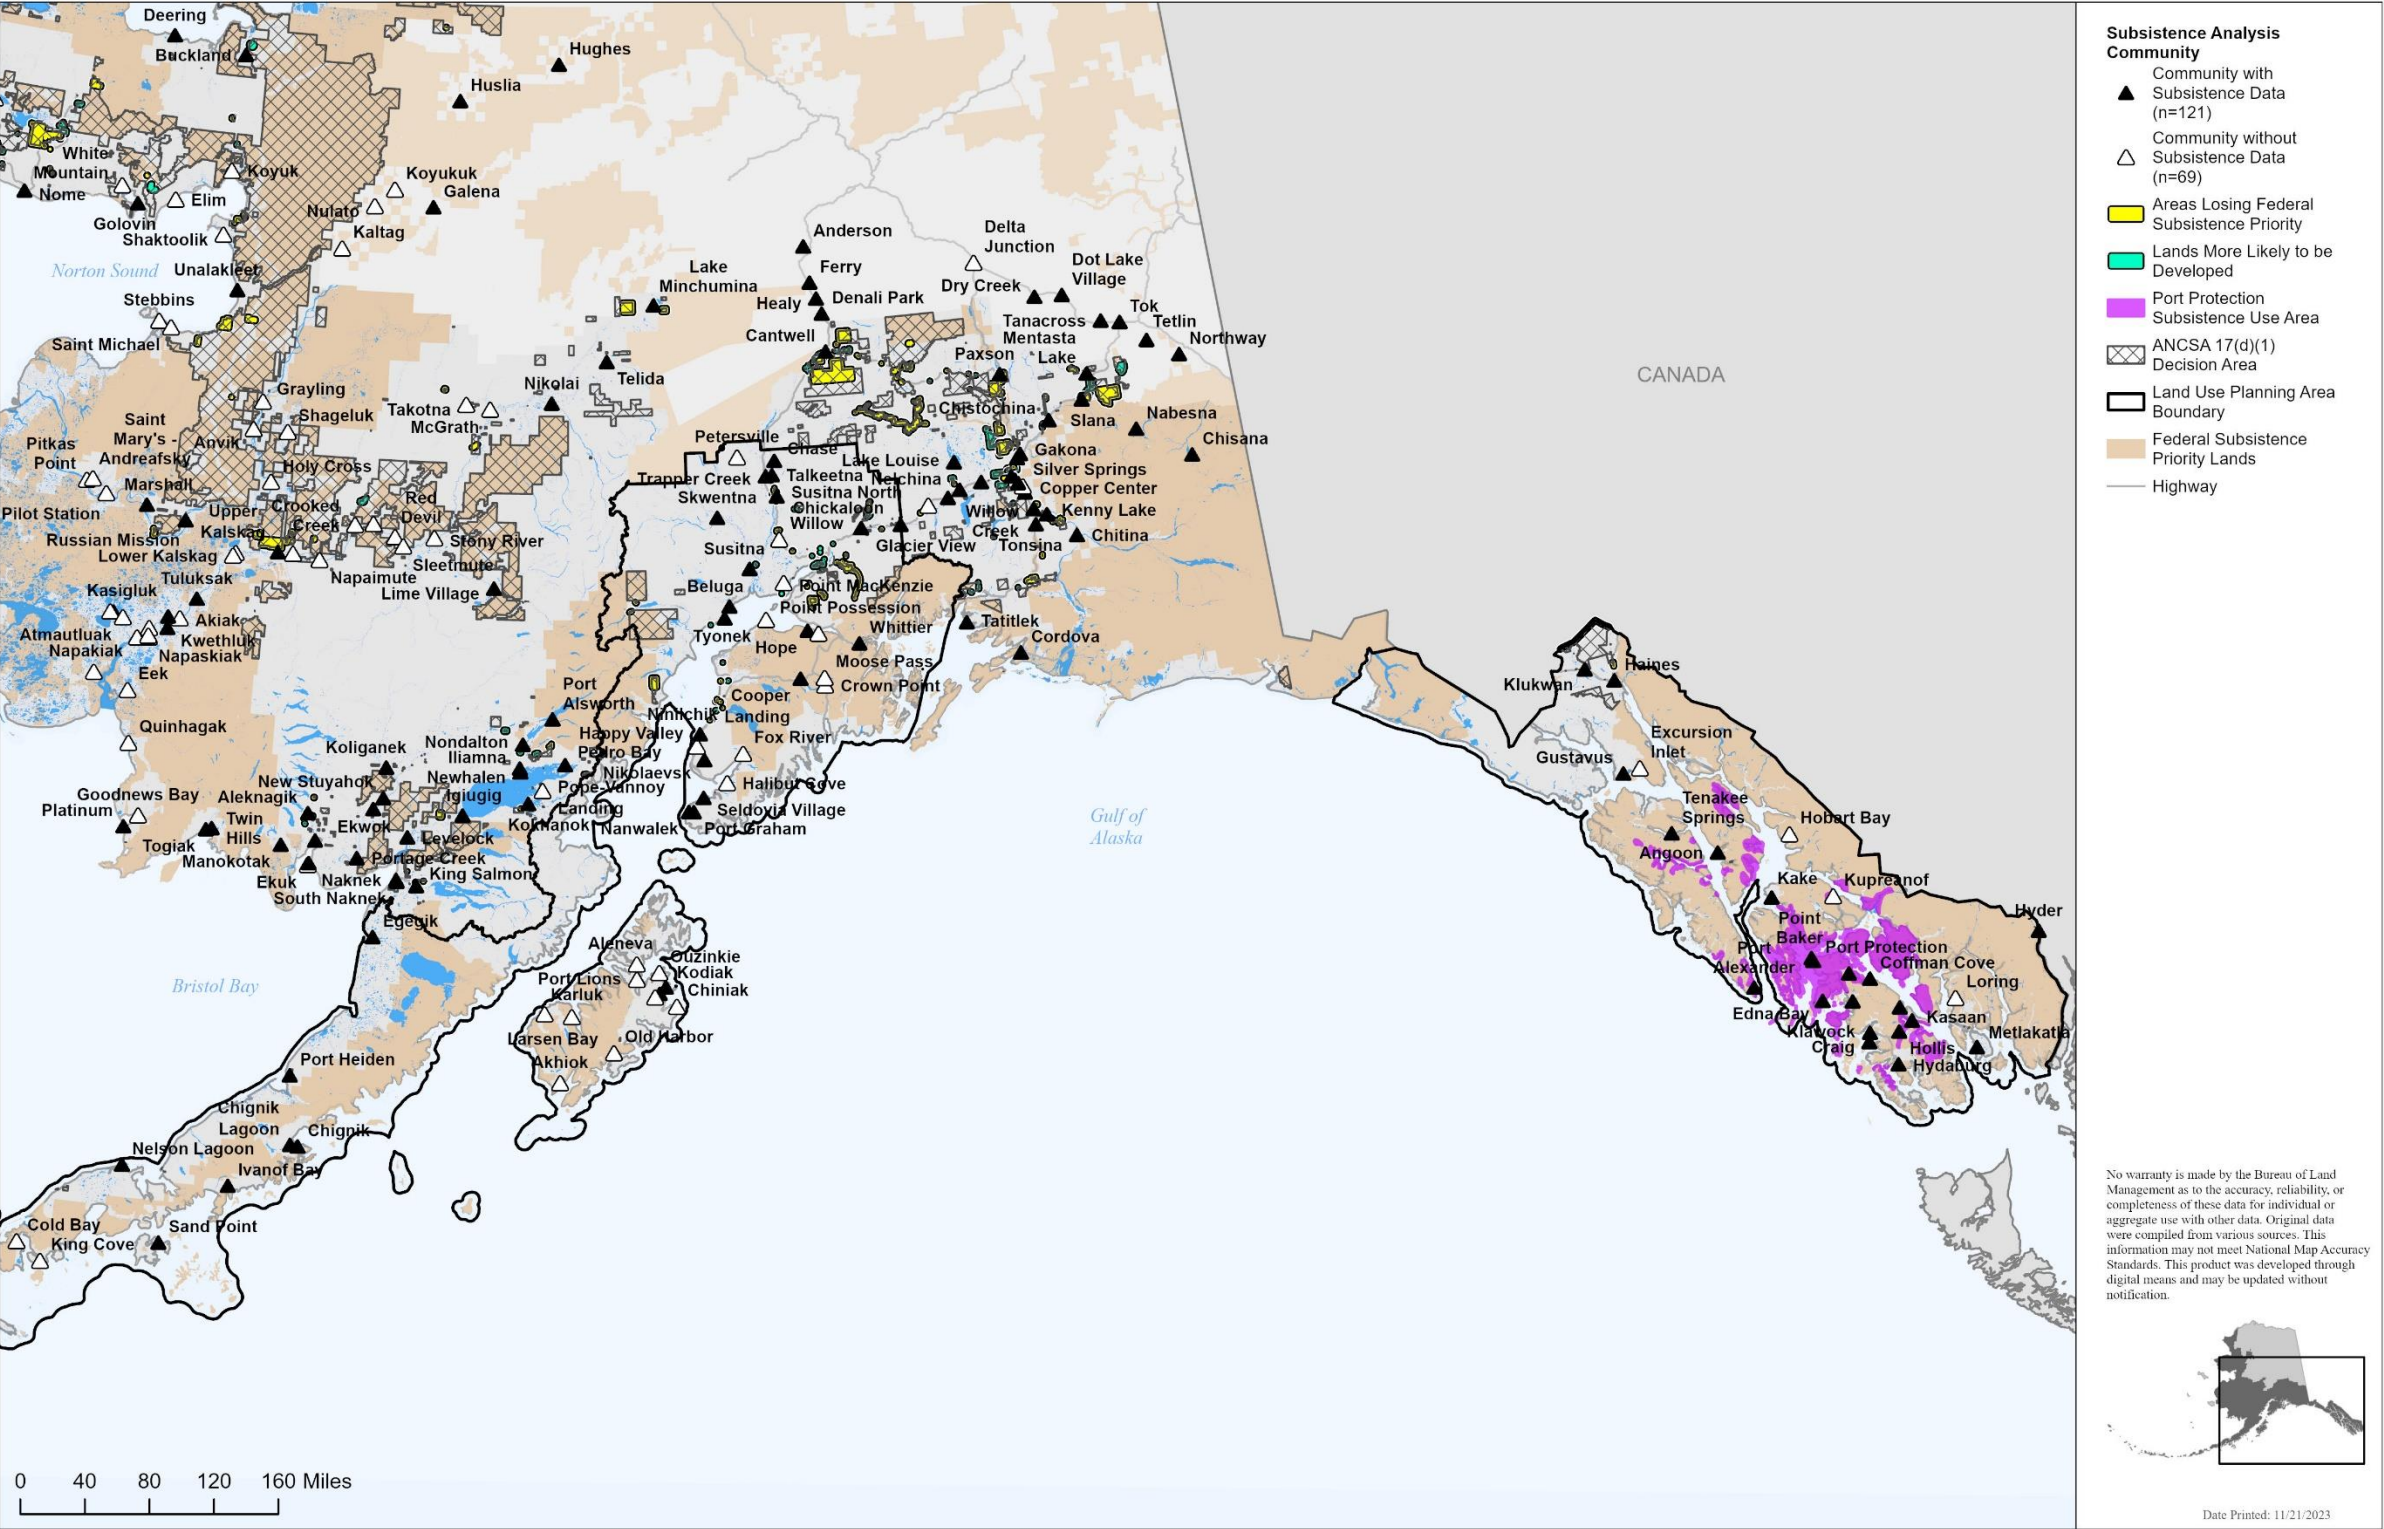 Deering
Buckland
Hughes
Huslia
White
Mountain
Nome
Koyuk
Elim
Golovin
Shaktoolik
Koyukuk
Galena
Nulato
Kaltag
Norton Sound
Unalakleet
Stebbins
Saint Michael
Anderson
Ferry
Healy
Denali Park
Cantwell
Lake
Minchumina
Delta
Junction
Dot Lake
Village
Dry Creek
Tok
Tanacross
Tetlin
Mentasta
Lake
Northway
Paxson
Nikolai
Telida
Grayling
Shageluk
Takotna
McGrath
Anvik
Holy Cross
Saint
Mary's -
Andreafsky
Pitkas
Point
Marshall
Pilot Station
Russian Mission
Upper
Kalskag
Lower Kalskag
Crooked
Creek
Red
Devil
Stony River
Sleetmute
Napaimute
Lime Village
Tuluksak
Kasigluk
Akiak
Atmautluak
Kwethluk
Napakiak
Napaskiak
Eek
Quinhagak
Chistochina
Slana
Nabesna
Chisana
Petersville
Chase
Trapper Creek
Talkeetna
Skwentna
Susitna North
Chickaloon
Willow
Lake Louise
Nelchina
Gakona
Silver Springs
Copper Center
Willow
Creek
Kenny Lake
Glacier View
Tonsina
Chitina
Susitna
Beluga
Point MacKenzie
Point Possession
Tyonek
Whittier
Hope
Tatitlek
Cordova
Moose Pass
Crown Point
Cooper
Landing
Ninilchik
Happy Valley
Fox River
Nikolaevsk
Halibut Cove
Seldovia Village
Nanwalek
Port Graham
Port
Alsworth
Nondalton
Iliamna
Pedro Bay
Newhalen
Igiugig
Pope-Vannoy
Landing
Kokhanok
Koliganek
New Stuyahok
Aleknagik
Goodnews Bay
Platinum
Twin
Hills
Togiak
Manokotak
Ekwok
Levelock
Portage Creek
King Salmon
Ekuk
Naknek
South Naknek
Egegik
Bristol Bay
Aleneva
Ouzinkie
Kodiak
Port Lions
Chiniak
Karluk
Larsen Bay
Old Harbor
Akhiok
Port Heiden
Chignik
Lagoon
Chignik
Nelson Lagoon
Ivanof Bay
Cold Bay
Sand Point
King Cove
Gulf of
Alaska
CANADA
Haines
Klukwan
Excursion
Inlet
Gustavus
Tenakee
Springs
Hobart Bay
Angoon
Kake
Kupreanof
Hyder
Point
Baker
Port Protection
Port
Alexander
Coffman Cove
Loring
Edna Bay
Kasaan
Klawock
Metlakatla
Craig
Hollis
Hydaburg
0 40 80 120 160 Miles
Subsistence Analysis
Community
Community with
Subsistence Data
(n=121)
Community without
Subsistence Data
(n=69)
Areas Losing Federal
Subsistence Priority
Lands More Likely to be
Developed
Port Protection
Subsistence Use Area
ANCSA 17(d)(1)
Decision Area
Land Use Planning Area
Boundary
Federal Subsistence
Priority Lands
Highway
No warranty is made by the Bureau of Land
Management as to the accuracy, reliability, or
completeness of these data for individual or
aggregate use with other data. Original data
were compiled from various sources. This
information may not meet National Map Accuracy
Standards. This product was developed through
digital means and may be updated without
notification.
Date Printed: 11/21/2023